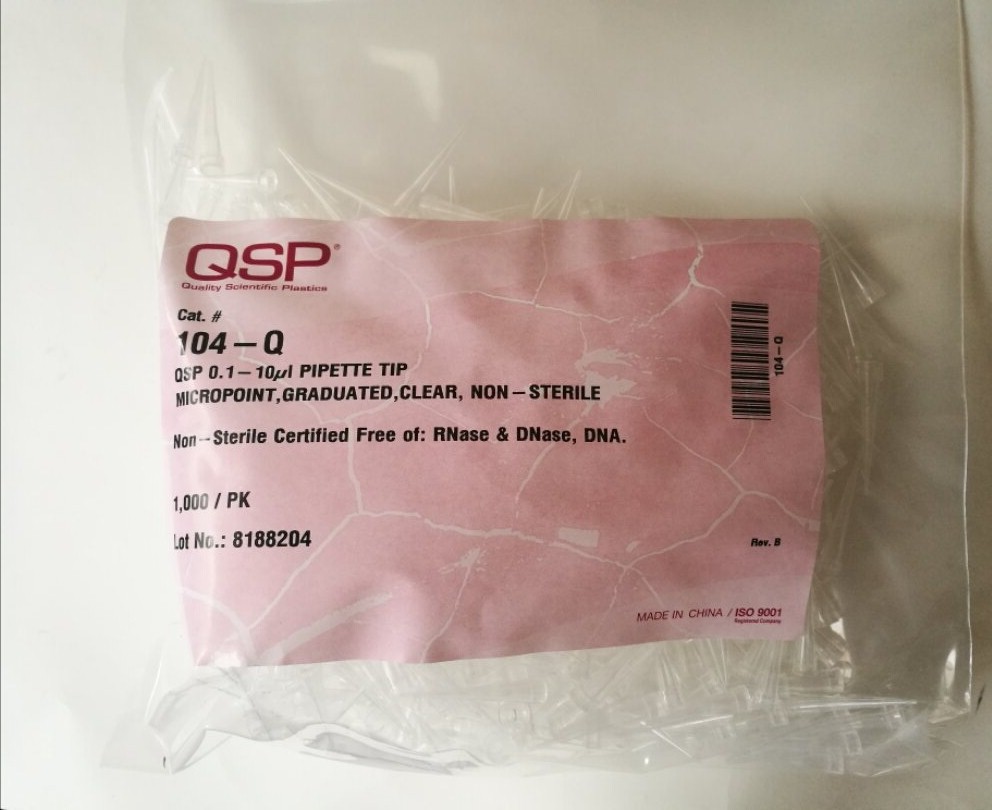 QSP®
Quality Scientific Plastics
Cat. #
104-Q
QSP 0.1-10µl PIPETTE TIP
MICROPOINT,GRADUATED,CLEAR, NON-STERILE
Non-Sterile Certified Free of: RNase & DNase, DNA.
1,000 / PK
Lot No.: 8188204
104-Q
Rev. B
MADE IN CHINA / ISO 9001
Registered Company